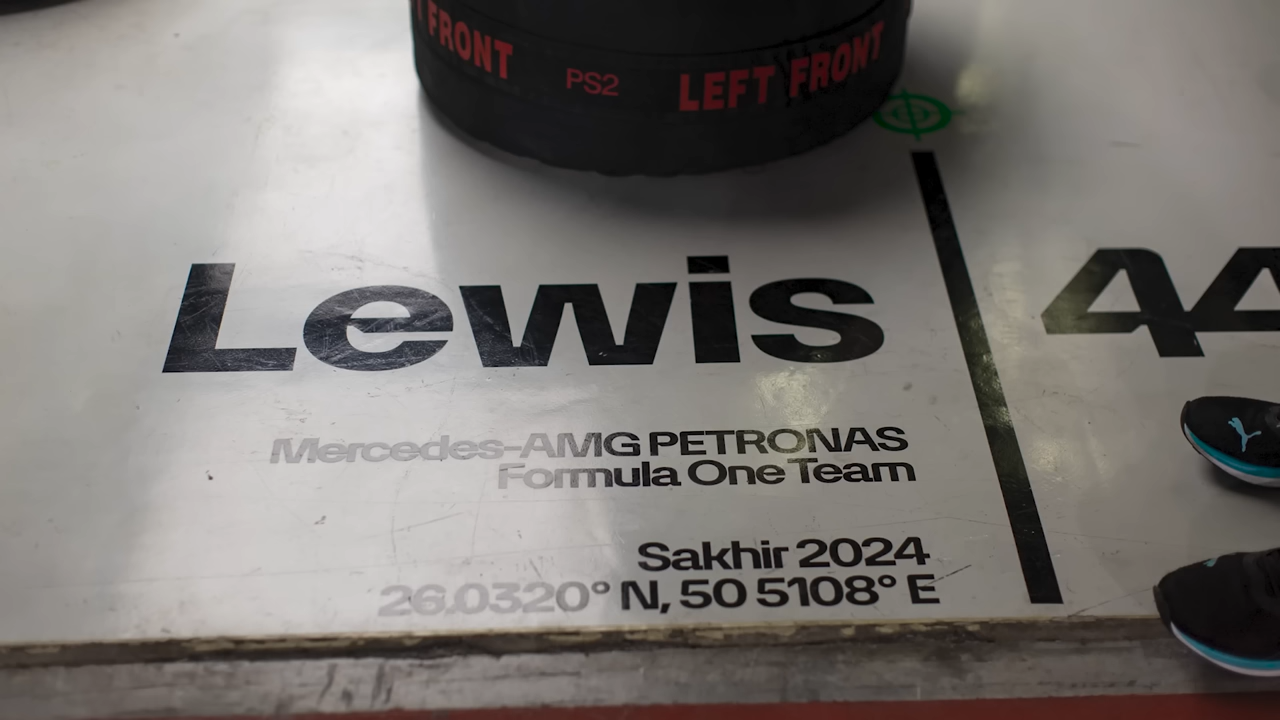 T FRONT PS2 LEFT FRONT
Lewis 44
Mercedes-AMG PETRONAS
Formula One Team
Sakhir 2024
26.0320° N, 50 5108° E